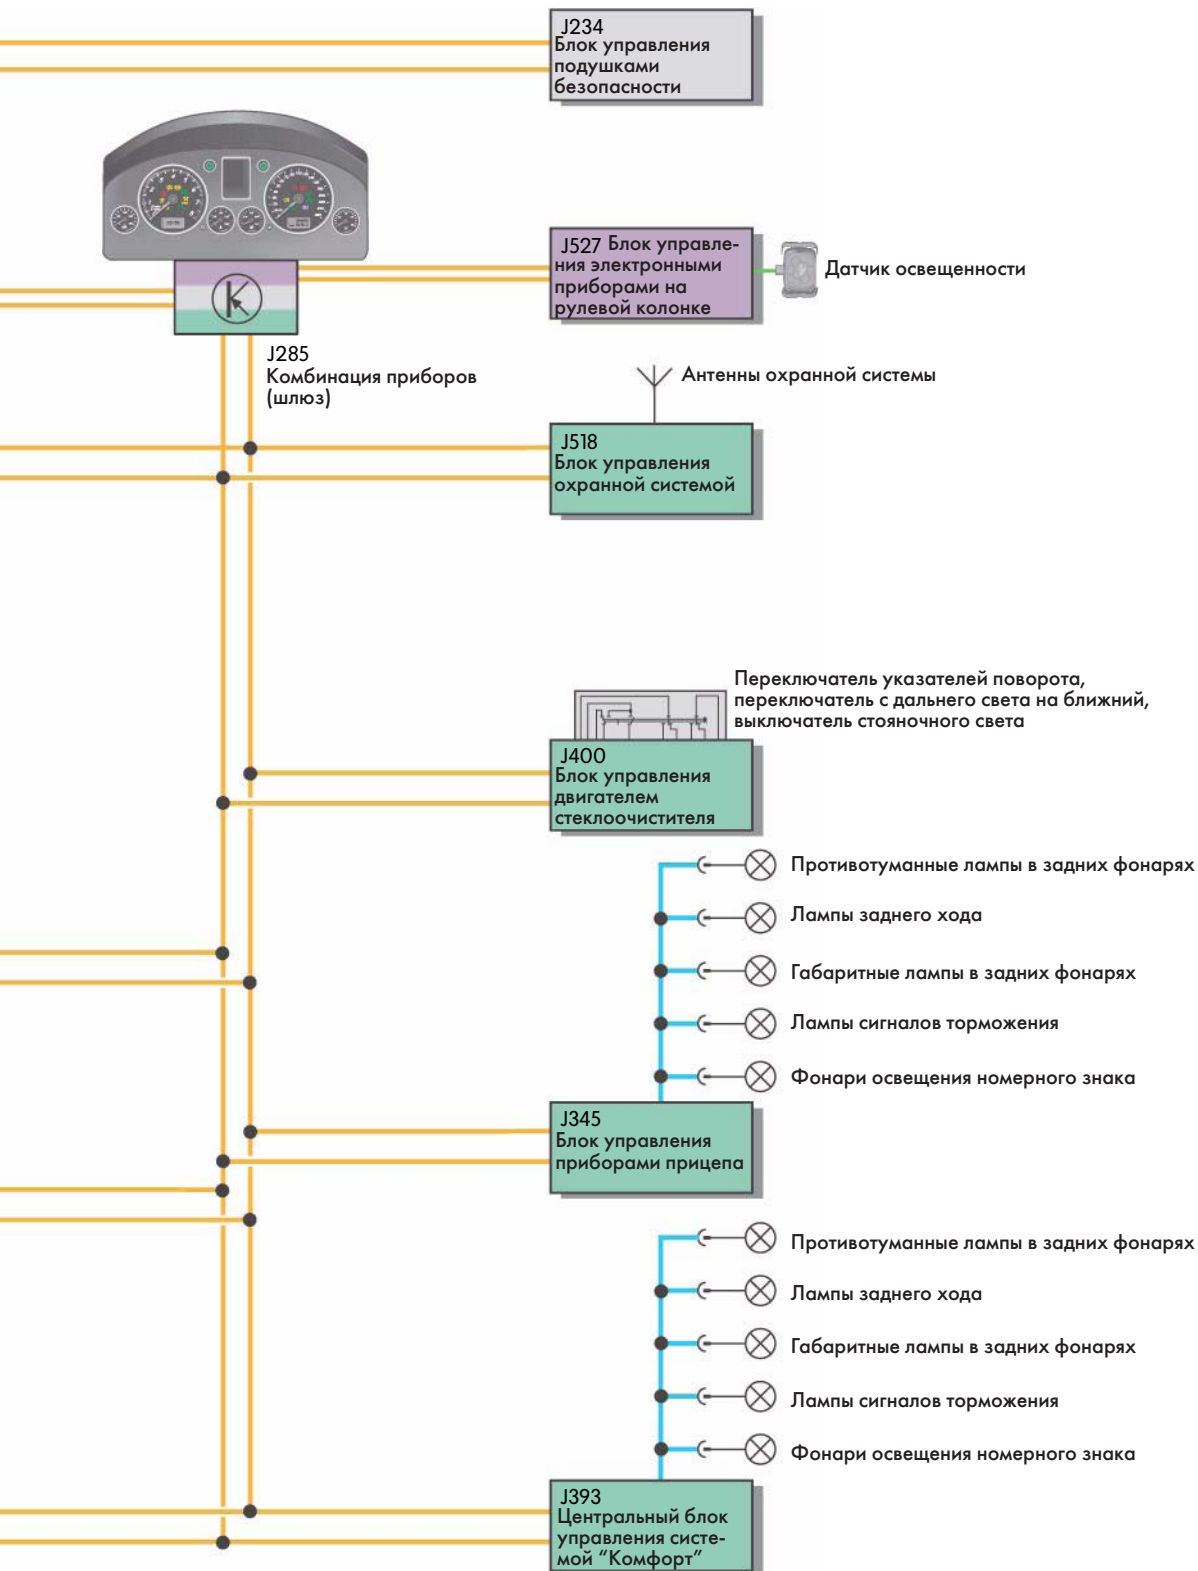 J234
Блок управления
подушками
безопасности
J527 Блок управле-
ния электронными
приборами на
рулевой колонке
Датчик освещенности
J285
Комбинация приборов
(шлюз)
Антенны охранной системы
J518
Блок управления
охранной системой
Переключатель указателей поворота,
переключатель с дальнего света на ближний,
выключатель стояночного света
J400
Блок управления
двигателем
стеклоочистителя
Противотуманные лампы в задних фонарях
Лампы заднего хода
Габаритные лампы в задних фонарях
Лампы сигналов торможения
Фонари освещения номерного знака
J345
Блок управления
приборами прицепа
Противотуманные лампы в задних фонарях
Лампы заднего хода
Габаритные лампы в задних фонарях
Лампы сигналов торможения
Фонари освещения номерного знака
J393
Центральный блок
управления систе-
мой “Комфорт”